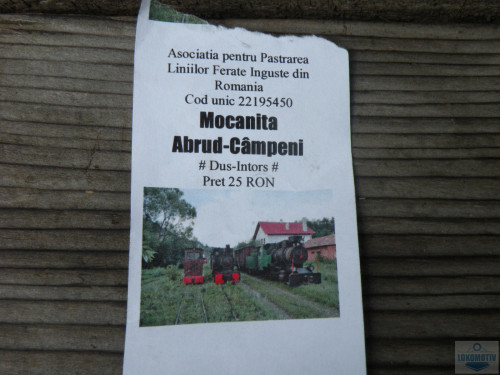 Asociatia pentru Pastrarea
Liniilor Ferate Inguste din
Romania
Cod unic 22195450
Mocanita
Abrud-Câmpeni
# Dus-Intors #
Pret 25 RON
LOKOMOTIV